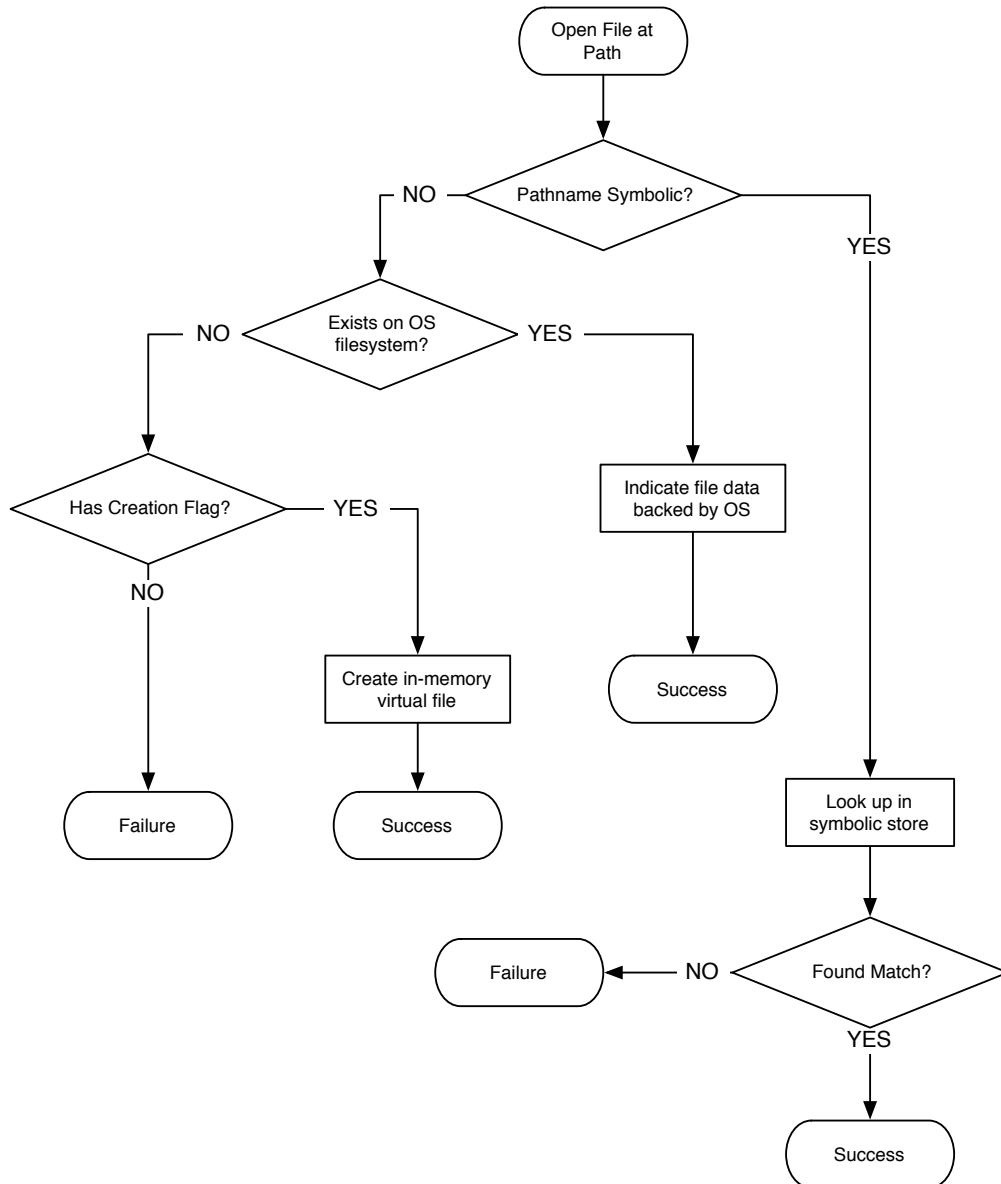 Open File at
Path
Pathname Symbolic?
NO
YES
Exists on OS
filesystem?
NO
YES
Has Creation Flag?
YES
NO
Indicate file data
backed by OS
Create in-memory
virtual file
Success
Failure
Success
Look up in
symbolic store
Found Match?
NO
Failure
YES
Success